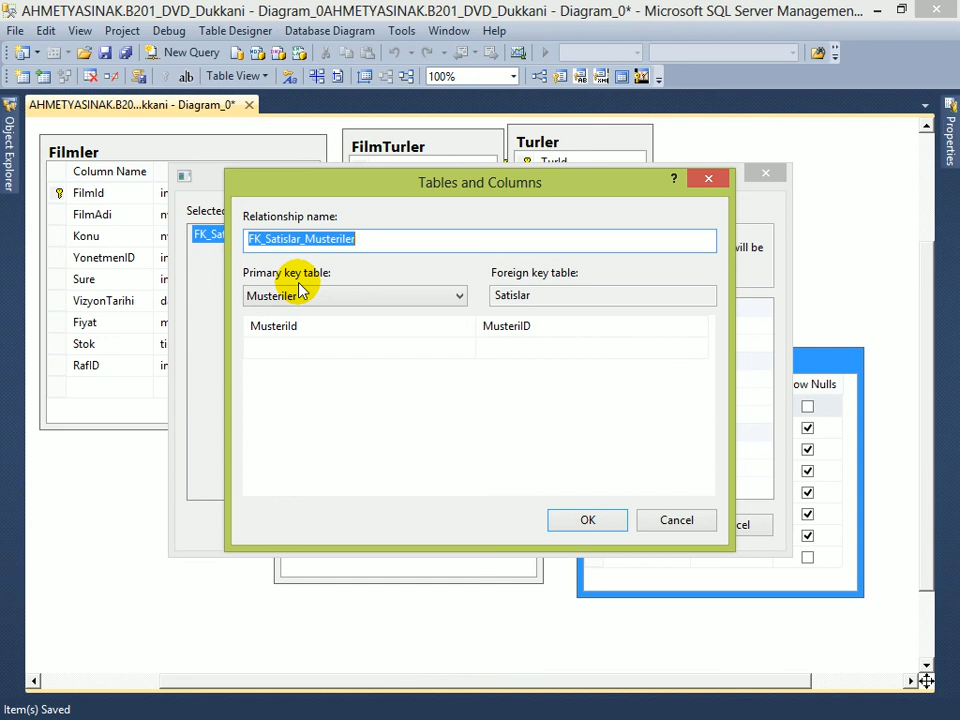 AHMETYASINAK.B201_DVD_Dukkani - Diagram_0AHMETYASINAK.B201_DVD_Dukkani - Diagram_0* - Microsoft SQL Server Managemen...
File Edit View Project Debug Table Designer Database Diagram Tools Window Help
New Query
Table View 100%
AHMETYASINAK.B20...kkani - Diagram_0*
Object Explorer
Properties
Filmler
FilmTurler
Turler
Column Name
TurId
FilmId
FilmAdi
Konu
YonetmenID
Sure
VizyonTarihi
Fiyat
Stok
RafID
Selected
FK_Sat
will be
ow Nulls
cel
Tables and Columns
Relationship name:
FK_Satislar_Musteriler
Primary key table:
Foreign key table:
Musteriler
Satislar
MusteriId
MusteriID
OK
Cancel
Item(s) Saved